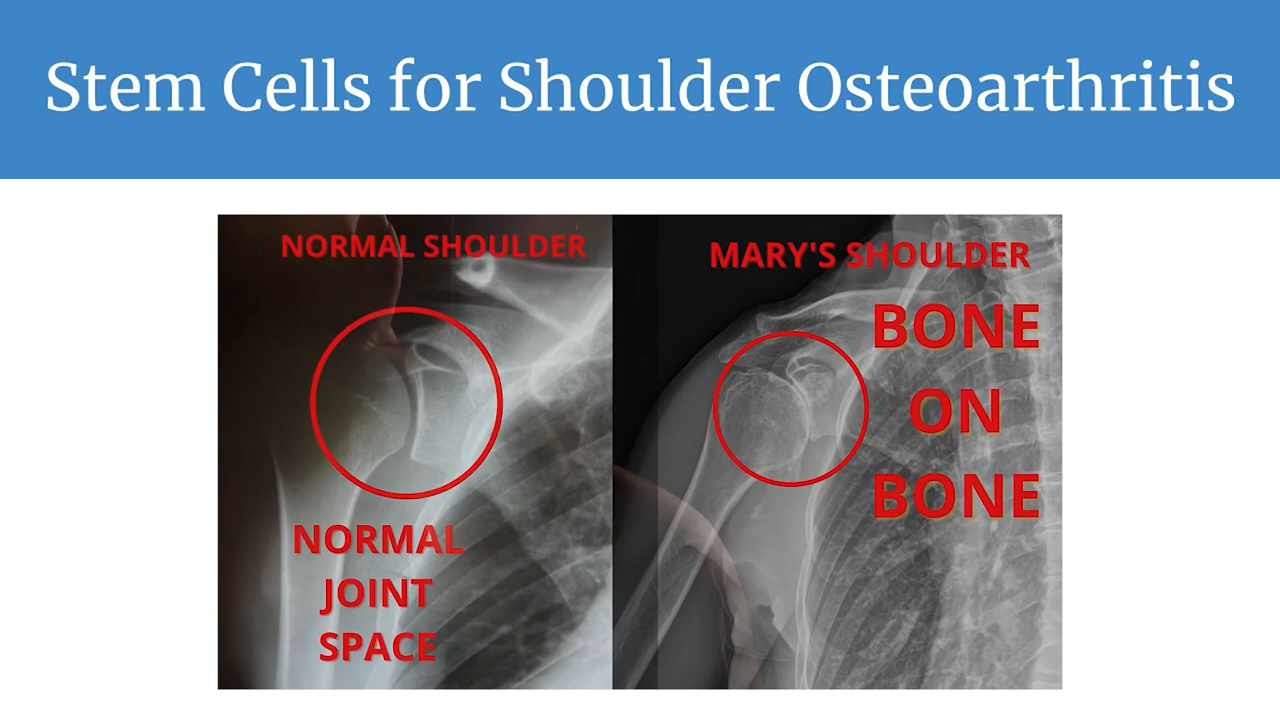 Stem Cells for Shoulder Osteoarthritis
NORMAL SHOULDER
NORMAL
JOINT
SPACE
MARY'S SHOULDER
BONE
ON
BONE